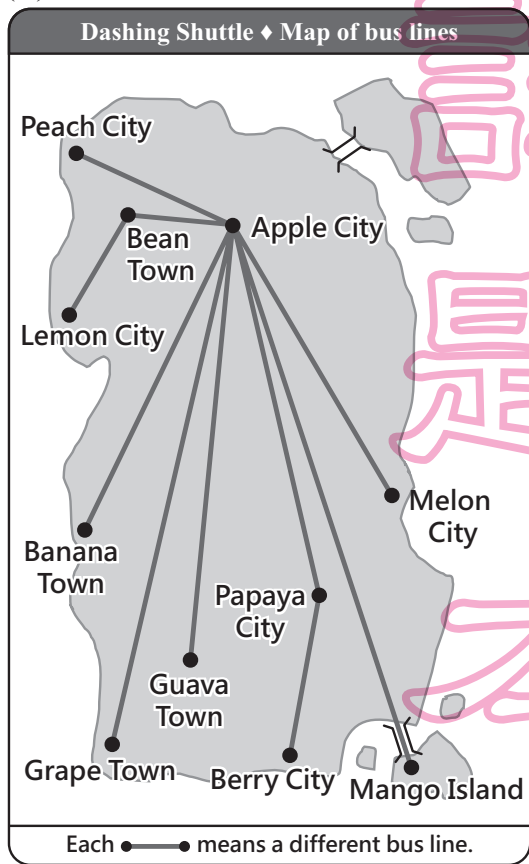 Dashing Shuttle ♦ Map of bus lines
Peach City
Apple City
Bean
Town
Lemon City
Melon
City
Banana
Town
Papaya
City
Guava
Town
Grape Town
Berry City
Mango Island
Each means a different bus line.
是